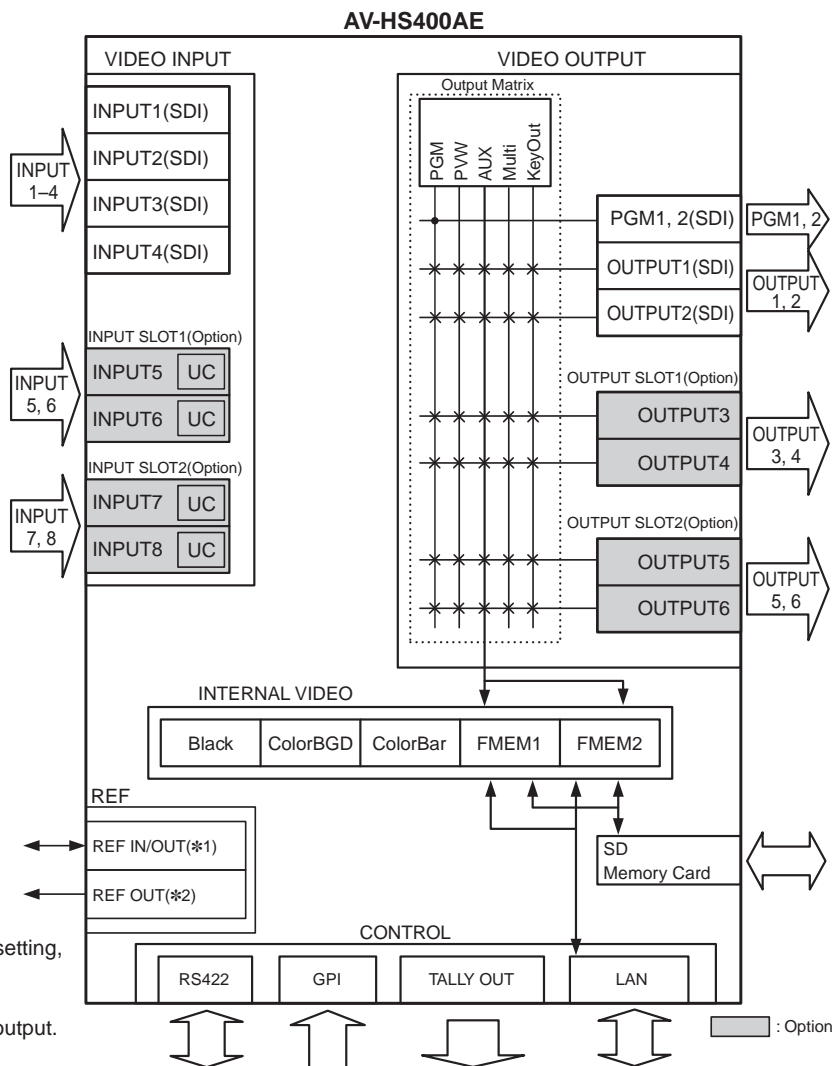 AV-HS400AE
VIDEO INPUT
INPUT1(SDI)
INPUT2(SDI)
INPUT3(SDI)
INPUT4(SDI)
INPUT
1–4
INPUT SLOT1(Option)
INPUT5 UC
INPUT6 UC
INPUT
5, 6
INPUT SLOT2(Option)
INPUT7 UC
INPUT8 UC
INPUT
7, 8
VIDEO OUTPUT
Output Matrix
PGM
PVW
AUX
Multi
KeyOut
PGM1, 2(SDI)
PGM1, 2
OUTPUT1(SDI)
OUTPUT2(SDI)
OUTPUT
1, 2
OUTPUT SLOT1(Option)
OUTPUT3
OUTPUT4
OUTPUT
3, 4
OUTPUT SLOT2(Option)
OUTPUT5
OUTPUT6
OUTPUT
5, 6
INTERNAL VIDEO
Black ColorBGD ColorBar FMEM1 FMEM2
REF
REF IN/OUT(✽1)
REF OUT(✽2)
SD
Memory Card
CONTROL
RS422 GPI TALLY OUT LAN
setting,
output.
: Option